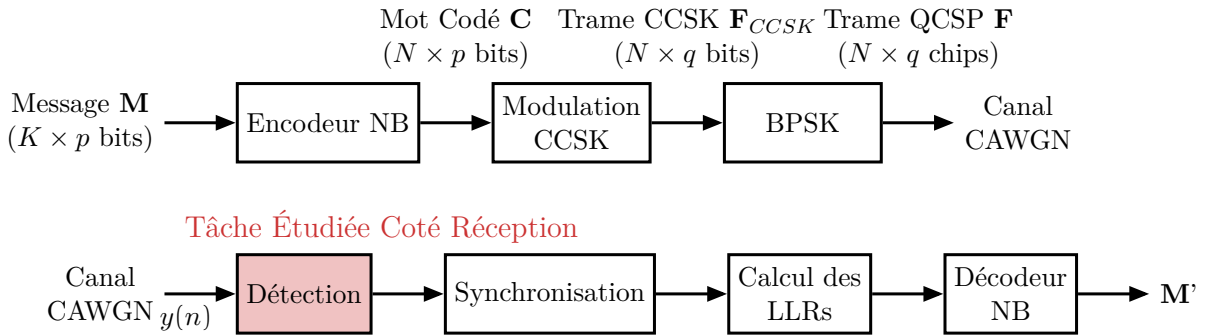 Mot Codé C
(N × p bits)
Trame CCSK F_CCSK
(N × q bits)
Trame QCSP F
(N × q chips)
Message M
(K × p bits)
Encodeur NB
Modulation
CCSK
BPSK
Canal
CAWGN
Tâche Étudiée Coté Réception
Canal
CAWGN
y(n)
Détection
Synchronisation
Calcul des
LLRs
Décodeur
NB
M'